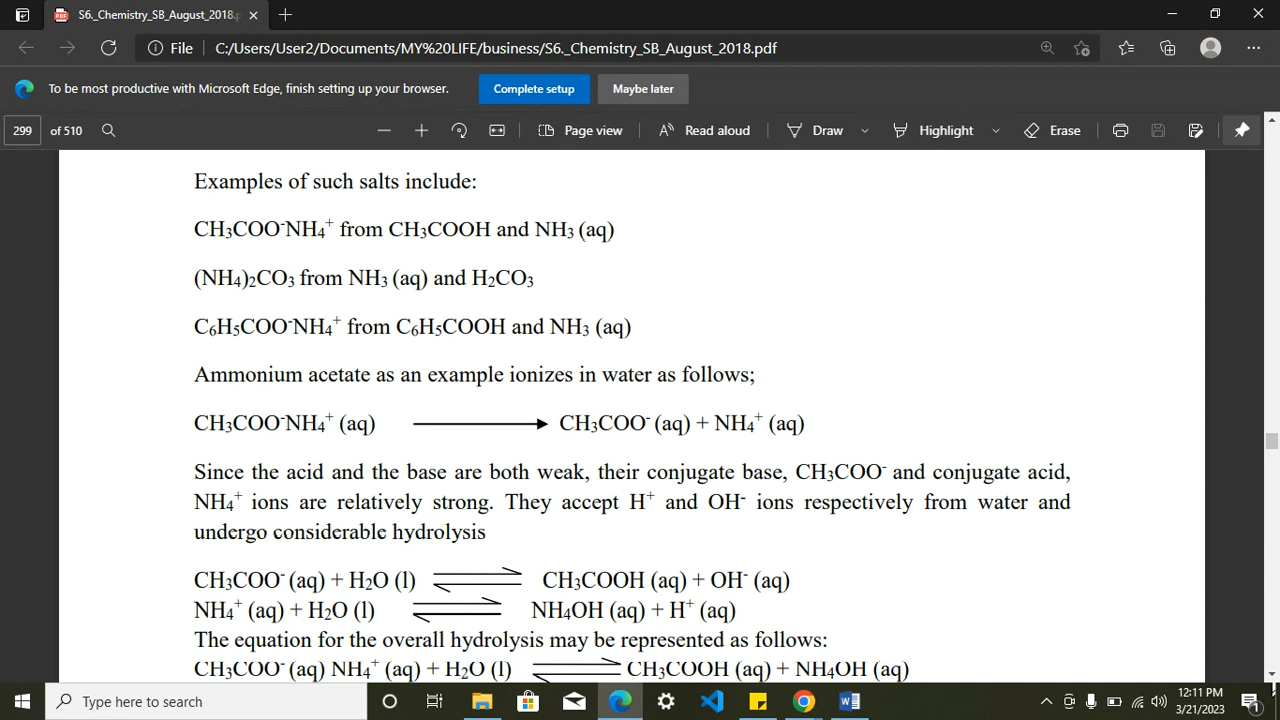 S6._Chemistry_SB_August_2018.p
File C:/Users/User2/Documents/MY%20LIFE/business/S6._Chemistry_SB_August_2018.pdf
To be most productive with Microsoft Edge, finish setting up your browser. Complete setup Maybe later
299 of 510 Page view Read aloud Draw Highlight Erase
Examples of such salts include:
CH₃COO⁻NH₄⁺ from CH₃COOH and NH₃ (aq)
(NH₄)₂CO₃ from NH₃ (aq) and H₂CO₃
C₆H₅COO⁻NH₄⁺ from C₆H₅COOH and NH₃ (aq)
Ammonium acetate as an example ionizes in water as follows;
CH₃COO⁻NH₄⁺ (aq) ⟶ CH₃COO⁻ (aq) + NH₄⁺ (aq)
Since the acid and the base are both weak, their conjugate base, CH₃COO⁻ and conjugate acid,
NH₄⁺ ions are relatively strong. They accept H⁺ and OH⁻ ions respectively from water and
undergo considerable hydrolysis
CH₃COO⁻ (aq) + H₂O (l) ⇌ CH₃COOH (aq) + OH⁻ (aq)
NH₄⁺ (aq) + H₂O (l) ⇌ NH₄OH (aq) + H⁺ (aq)
The equation for the overall hydrolysis may be represented as follows:
CH₃COO⁻ (aq) NH₄⁺ (aq) + H₂O (l) ⇌ CH₃COOH (aq) + NH₄OH (aq)
Type here to search
12:11 PM
3/21/2023
1